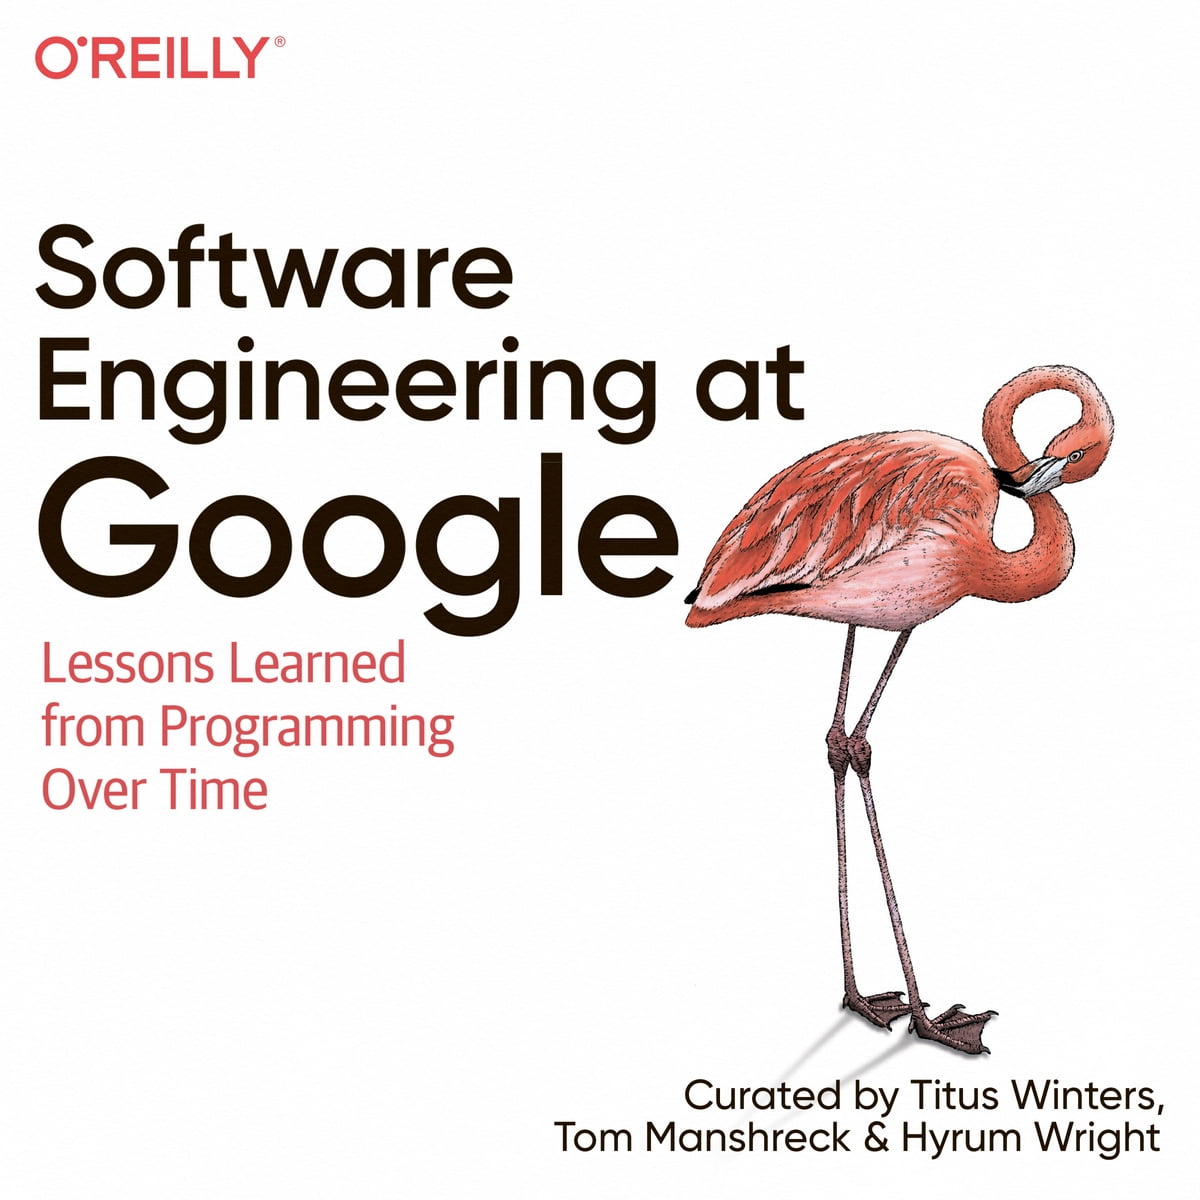 O'REILLY®
Software
Engineering at
Google
Lessons Learned
from Programming
Over Time
Curated by Titus Winters,
Tom Manshreck & Hyrum Wright